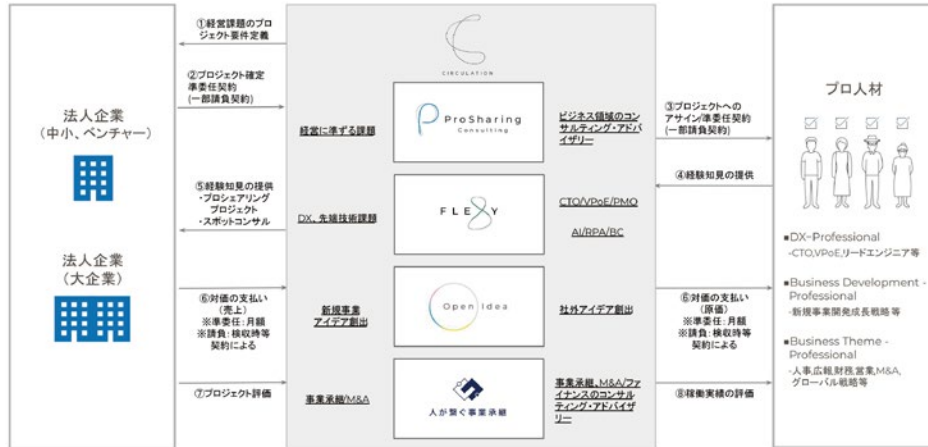 法人企業
（中小、ベンチャー）
法人企業
（大企業）
①経営課題のプロ
ジェクト要件定義
②プロジェクト確定
準委任契約
(一部請負契約)
⑤経験知見の提供
・プロシェアリング
プロジェクト
・スポットコンサル
⑥対価の支払い
（売上）
※準委任：月額
※請負：検収時等
契約による
⑦プロジェクト評価
CIRCULATION
経営に準ずる課題
ProSharing
Consulting
ビジネス領域のコン
サルティング・アドバ
イザリー
DX、先端技術課題
FLEXY
CTO/VPoE/PMO
AI/RPA/BC
新規事業
アイデア創出
Open Idea
社外アイデア創出
事業承継/M&A
人が繋ぐ事業承継
事業承継、M&A/ファ
イナンスのコンサル
ティング・アドバイザ
リー
③プロジェクトへの
アサイン/準委任契約
(一部請負契約)
④経験知見の提供
⑥対価の支払い
（原価）
※準委任：月額
※請負：検収時等
契約による
⑧稼働実績の評価
プロ人材
■DX-Professional
-CTO,VPoE,リードエンジニア等
■Business Development -
Professional
-新規事業開発成長戦略等
■Business Theme -
Professional
-人事,広報,財務,営業,M&A,
グローバル戦略等